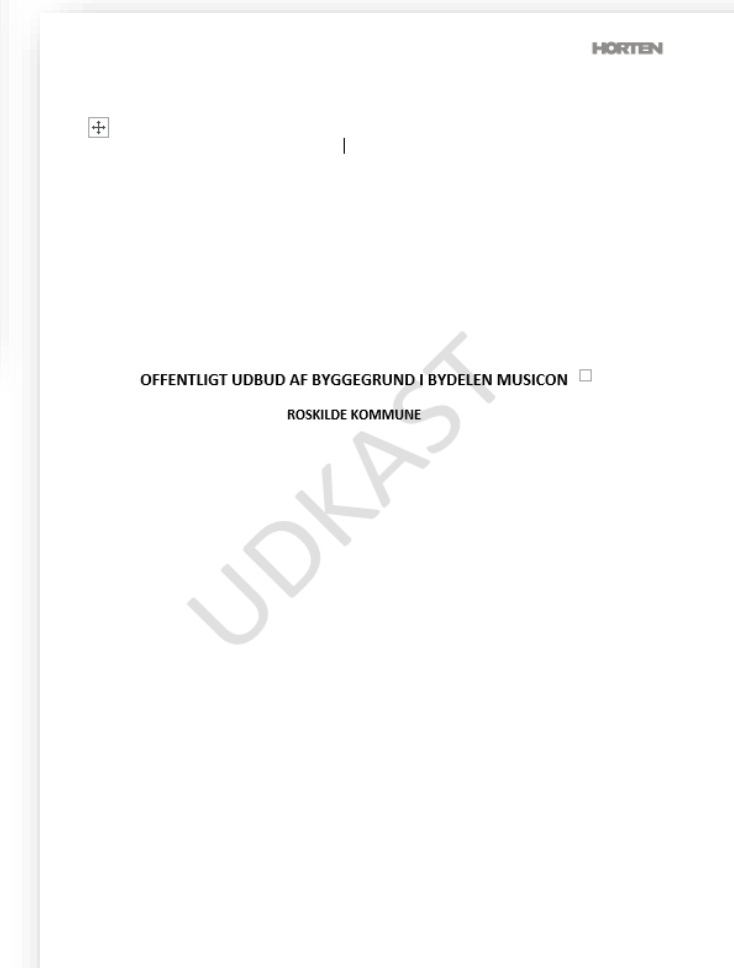 HORTEN
OFFENTLIGT UDBUD AF BYGGEGRUND I BYDELEN MUSICON
ROSKILDE KOMMUNE
UDKAST